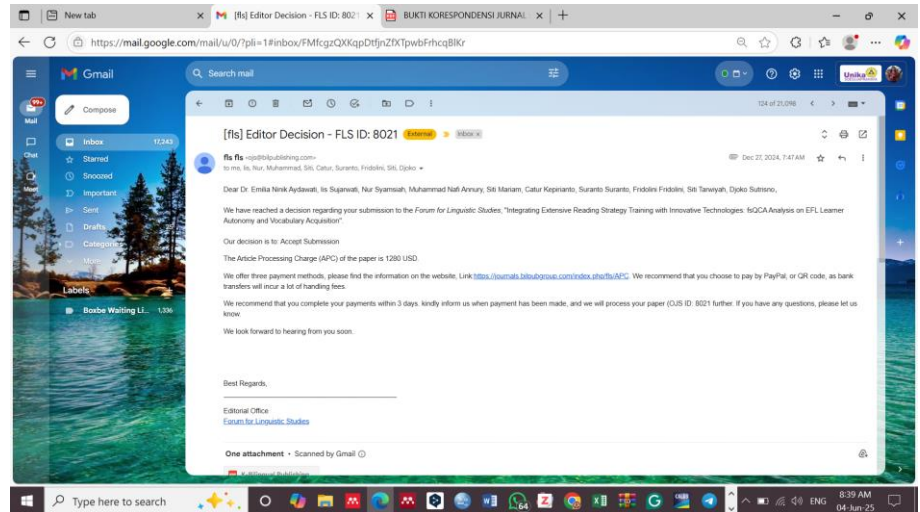 New tab
[fls] Editor Decision - FLS ID: 8021
BUKTI KORESPONDENSI JURNAL
https://mail.google.com/mail/u/0/?pli=1#inbox/FMfcgzQXKqpDtfjnZfXTpwbFrhcqBlKr
Gmail
Search mail
Unika
99+
Mail
Chat
Meet
Compose
124 of 21,098
Inbox 17,243
Starred
Snoozed
Important
Sent
Drafts
Categories
More
Labels
Boxbe Waiting Li... 1,336
[fls] Editor Decision - FLS ID: 8021 External Inbox x
fls fls <ojs@bilpublishing.com>
Dec 27, 2024, 7:47 AM
to me, Iis, Nur, Muhammad, Siti, Catur, Suranto, Fridolini, Siti, Djoko
Dear Dr. Emilia Ninik Aydawati, Iis Sujarwati, Nur Syamsiah, Muhammad Nafi Annury, Siti Mariam, Catur Kepirianto, Suranto Suranto, Fridolini Fridolini, Siti Tarwiyah, Djoko Sutrisno,
We have reached a decision regarding your submission to the Forum for Linguistic Studies, "Integrating Extensive Reading Strategy Training with Innovative Technologies: fsQCA Analysis on EFL Learner
Autonomy and Vocabulary Acquisition".
Our decision is to: Accept Submission
The Article Processing Charge (APC) of the paper is 1280 USD.
We offer three payment methods, please find the information on the website, Link:https://journals.bilpubgroup.com/index.php/fls/APC. We recommend that you choose to pay by PayPal, or QR code, as bank
transfers will incur a lot of handling fees.
We recommend that you complete your payments within 3 days. kindly inform us when payment has been made, and we will process your paper (OJS ID: 8021 further. If you have any questions, please let us
know.
We look forward to hearing from you soon.
Best Regards,
Editorial Office
Forum for Linguistic Studies
One attachment • Scanned by Gmail
Type here to search
64
ENG
8:39 AM
04-Jun-25